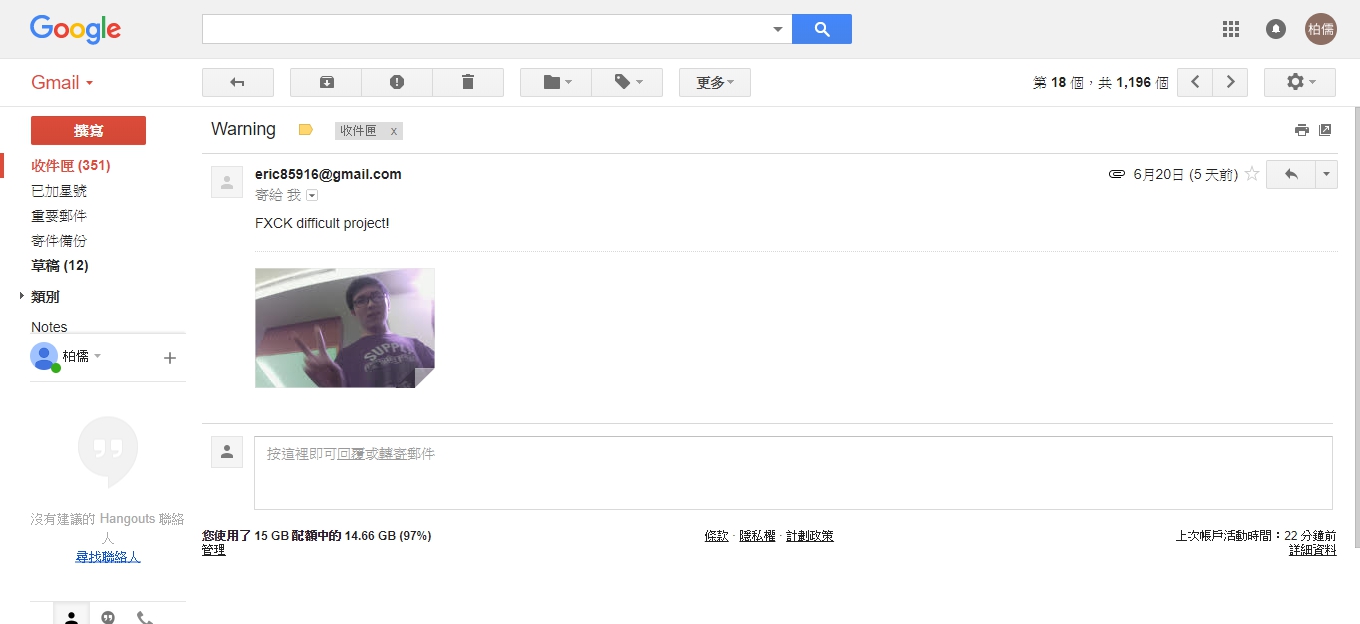 Google
柏儒
Gmail
更多
第 18 個，共 1,196 個
撰寫
Warning
收件匣 x
收件匣 (351)
已加星號
重要郵件
寄件備份
草稿 (12)
類別
Notes
柏儒
eric85916@gmail.com
6月20日 (5 天前)
寄給 我
FXCK difficult project!
SUPPLY
按這裡即可回覆或轉寄郵件
沒有建議的 Hangouts 聯絡
人
尋找聯絡人
您使用了 15 GB 配額中的 14.66 GB (97%)
管理
條款 · 隱私權 · 計劃政策
上次帳戶活動時間：22 分鐘前
詳細資料